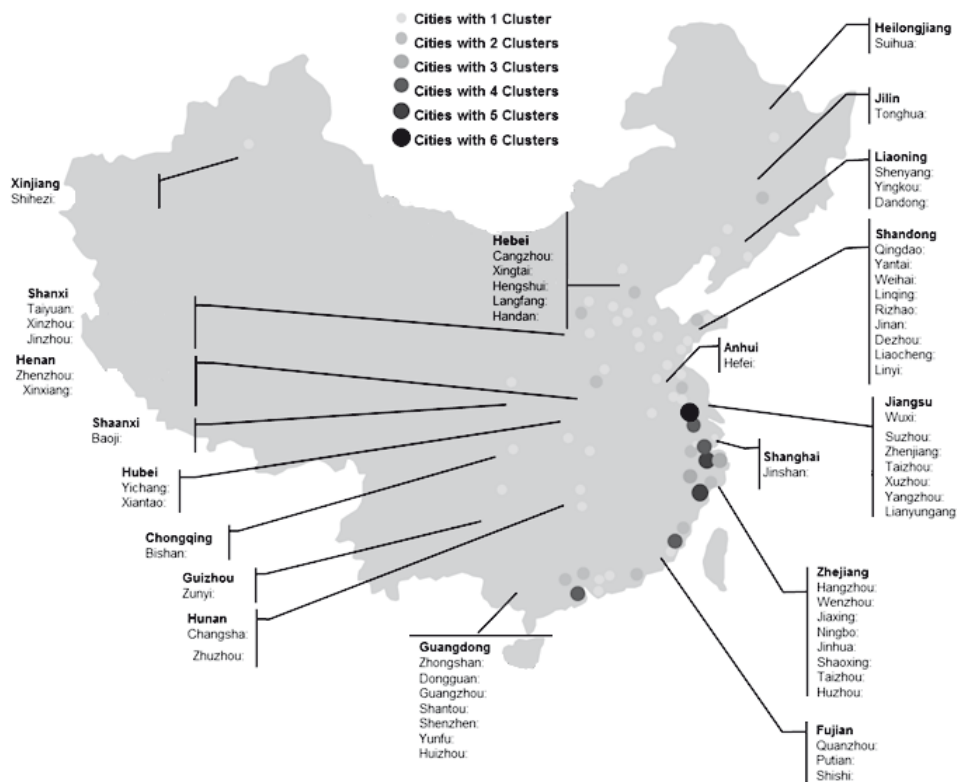 Cities with 1 Cluster
Cities with 2 Clusters
Cities with 3 Clusters
Cities with 4 Clusters
Cities with 5 Clusters
Cities with 6 Clusters
Heilongjiang
Suihua:
Jilin
Tonghua:
Liaoning
Shenyang:
Yingkou:
Dandong:
Xinjiang
Shihezi:
Hebei
Cangzhou:
Xingtai:
Hengshui:
Langfang:
Handan:
Shandong
Qingdao:
Yantai:
Weihai:
Linqing:
Rizhao:
Jinan:
Dezhou:
Liaocheng:
Linyi:
Shanxi
Taiyuan:
Xinzhou:
Jinzhou:
Henan
Zhenzhou:
Xinxiang:
Anhui
Hefei:
Shaanxi
Baoji:
Jiangsu
Wuxi:
Suzhou:
Zhenjiang:
Taizhou:
Xuzhou:
Yangzhou:
Lianyungang:
Shanghai
Jinshan:
Hubei
Yichang:
Xiantao:
Chongqing
Bishan:
Guizhou
Zunyi:
Hunan
Changsha:
Zhuzhou:
Zhejiang
Hangzhou:
Wenzhou:
Jiaxing:
Ningbo:
Jinhua:
Shaoxing:
Taizhou:
Huzhou:
Guangdong
Zhongshan:
Dongguan:
Guangzhou:
Shantou:
Shenzhen:
Yunfu:
Huizhou:
Fujian
Quanzhou:
Putian:
Shishi: